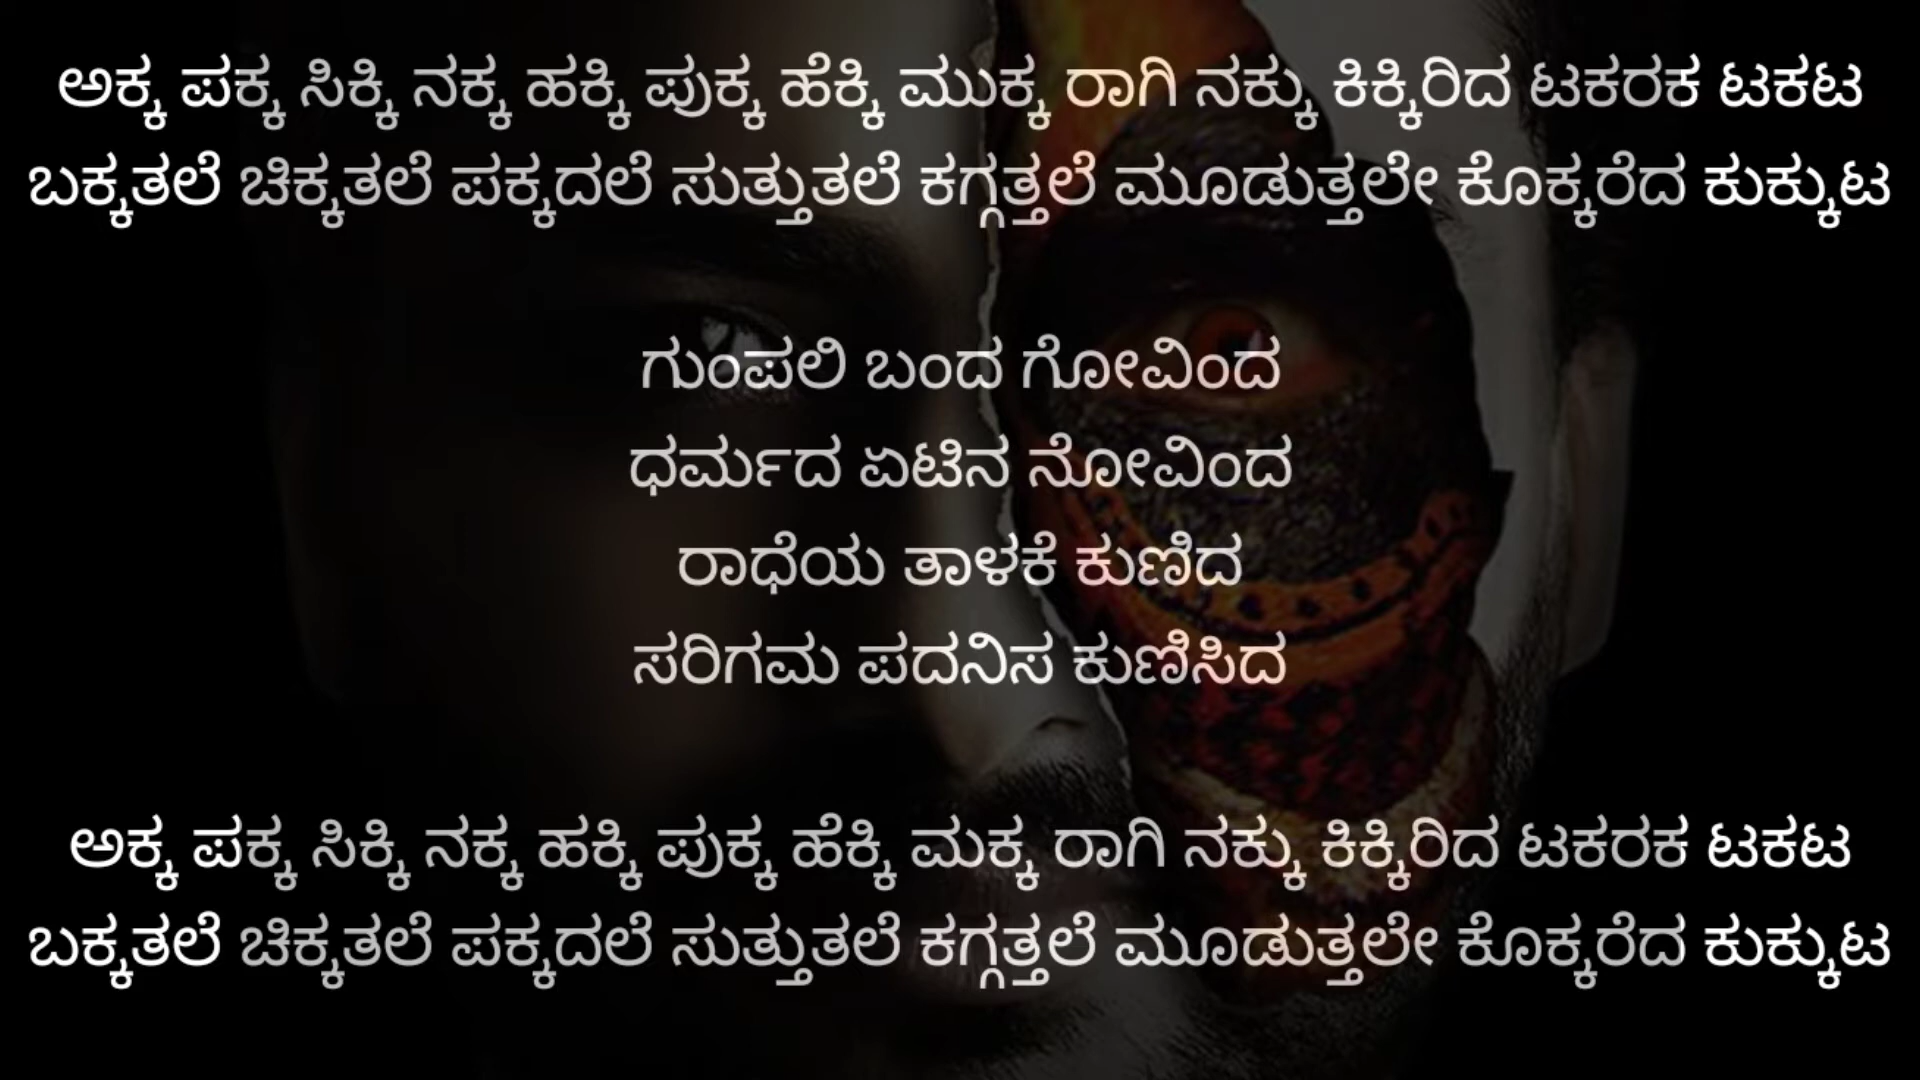 ಅಕ್ಕ ಪಕ್ಕ ಸಿಕ್ಕಿ ನಕ್ಕ ಹಕ್ಕಿ ಪುಕ್ಕ ಹೆಕ್ಕಿ ಮುಕ್ಕ ರಾಗಿ ನಕ್ಕು ಕಿಕ್ಕಿರಿದ ಟಕರಕ ಟಕಟ
ಬಕ್ಕತಲೆ ಚಿಕ್ಕತಲೆ ಪಕ್ಕದಲೆ ಸುತ್ತುತಲೆ ಕಗ್ಗತ್ತಲೆ ಮೂಡುತ್ತಲೇ ಕೊಕ್ಕರೆದ ಕುಕ್ಕುಟ
ಗುಂಪಲಿ ಬಂದ ಗೋವಿಂದ
ಧರ್ಮದ ಏಟಿನ ನೋವಿಂದ
ರಾಧೆಯ ತಾಳಕೆ ಕುಣಿದ
ಸರಿಗಮ ಪದನಿಸ ಕುಣಿಸಿದ
ಅಕ್ಕ ಪಕ್ಕ ಸಿಕ್ಕಿ ನಕ್ಕ ಹಕ್ಕಿ ಪುಕ್ಕ ಹೆಕ್ಕಿ ಮಕ್ಕ ರಾಗಿ ನಕ್ಕು ಕಿಕ್ಕಿರಿದ ಟಕರಕ ಟಕಟ
ಬಕ್ಕತಲೆ ಚಿಕ್ಕತಲೆ ಪಕ್ಕದಲೆ ಸುತ್ತುತಲೆ ಕಗ್ಗತ್ತಲೆ ಮೂಡುತ್ತಲೇ ಕೊಕ್ಕರೆದ ಕುಕ್ಕುಟ